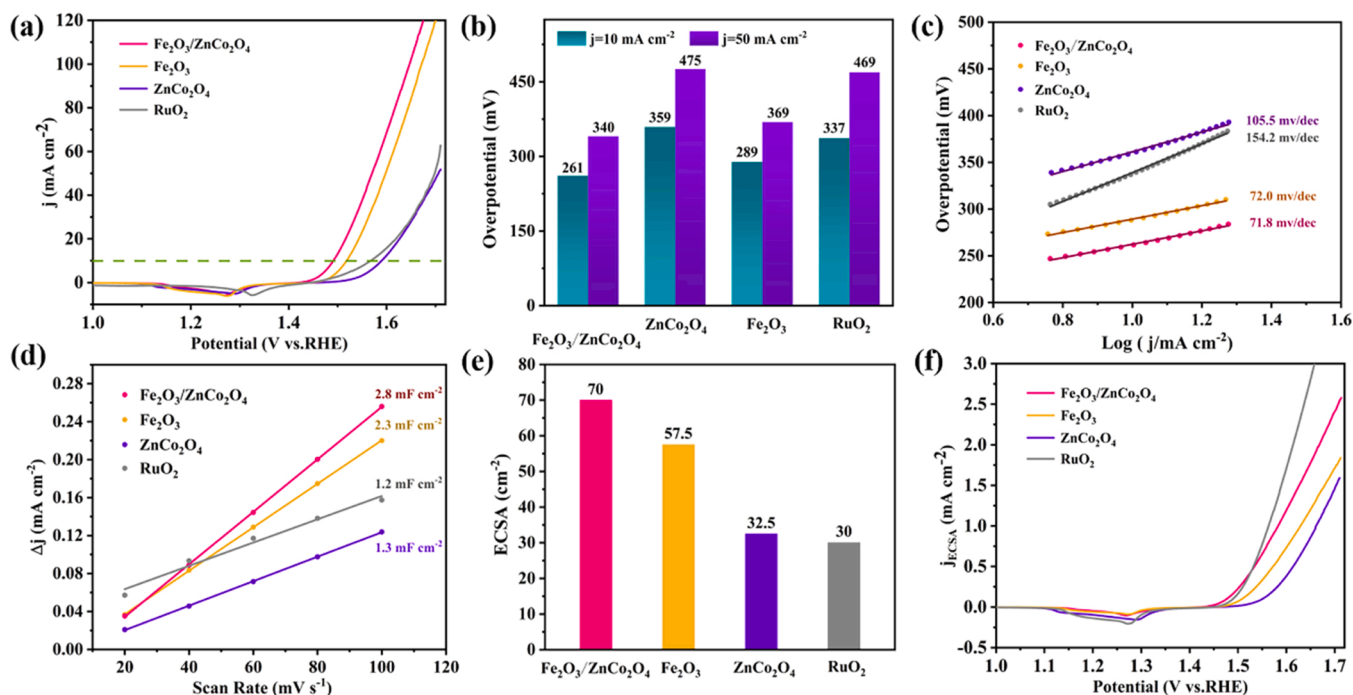 (a)
120
100
80
60
40
20
0
j (mA cm⁻²)
Fe₂O₃/ZnCo₂O₄
Fe₂O₃
ZnCo₂O₄
RuO₂
1.0
1.2
1.4
1.6
Potential (V vs.RHE)
(b)
j=10 mA cm⁻²
j=50 mA cm⁻²
Overpotential (mV)
450
300
150
0
261
340
359
475
289
369
337
469
Fe₂O₃/ZnCo₂O₄
ZnCo₂O₄
Fe₂O₃
RuO₂
(c)
500
450
400
350
300
250
200
Overpotential (mV)
Fe₂O₃/ZnCo₂O₄
Fe₂O₃
ZnCo₂O₄
RuO₂
105.5 mv/dec
154.2 mv/dec
72.0 mv/dec
71.8 mv/dec
0.6
0.8
1.0
1.2
1.4
1.6
Log ( j/mA cm⁻²)
(d)
0.28
0.24
0.20
0.16
0.12
0.08
0.04
0.00
Δj (mA cm⁻²)
Fe₂O₃/ZnCo₂O₄
Fe₂O₃
ZnCo₂O₄
RuO₂
2.8 mF cm⁻²
2.3 mF cm⁻²
1.2 mF cm⁻²
1.3 mF cm⁻²
20
40
60
80
100
120
Scan Rate (mV s⁻¹)
(e)
80
70
60
50
40
30
20
10
0
ECSA (cm⁻²)
70
57.5
32.5
30
Fe₂O₃/ZnCo₂O₄
Fe₂O₃
ZnCo₂O₄
RuO₂
(f)
3.0
2.5
2.0
1.5
1.0
0.5
0.0
-0.5
j_ECSA (mA cm⁻²)
Fe₂O₃/ZnCo₂O₄
Fe₂O₃
ZnCo₂O₄
RuO₂
1.0
1.1
1.2
1.3
1.4
1.5
1.6
1.7
Potential (V vs.RHE)